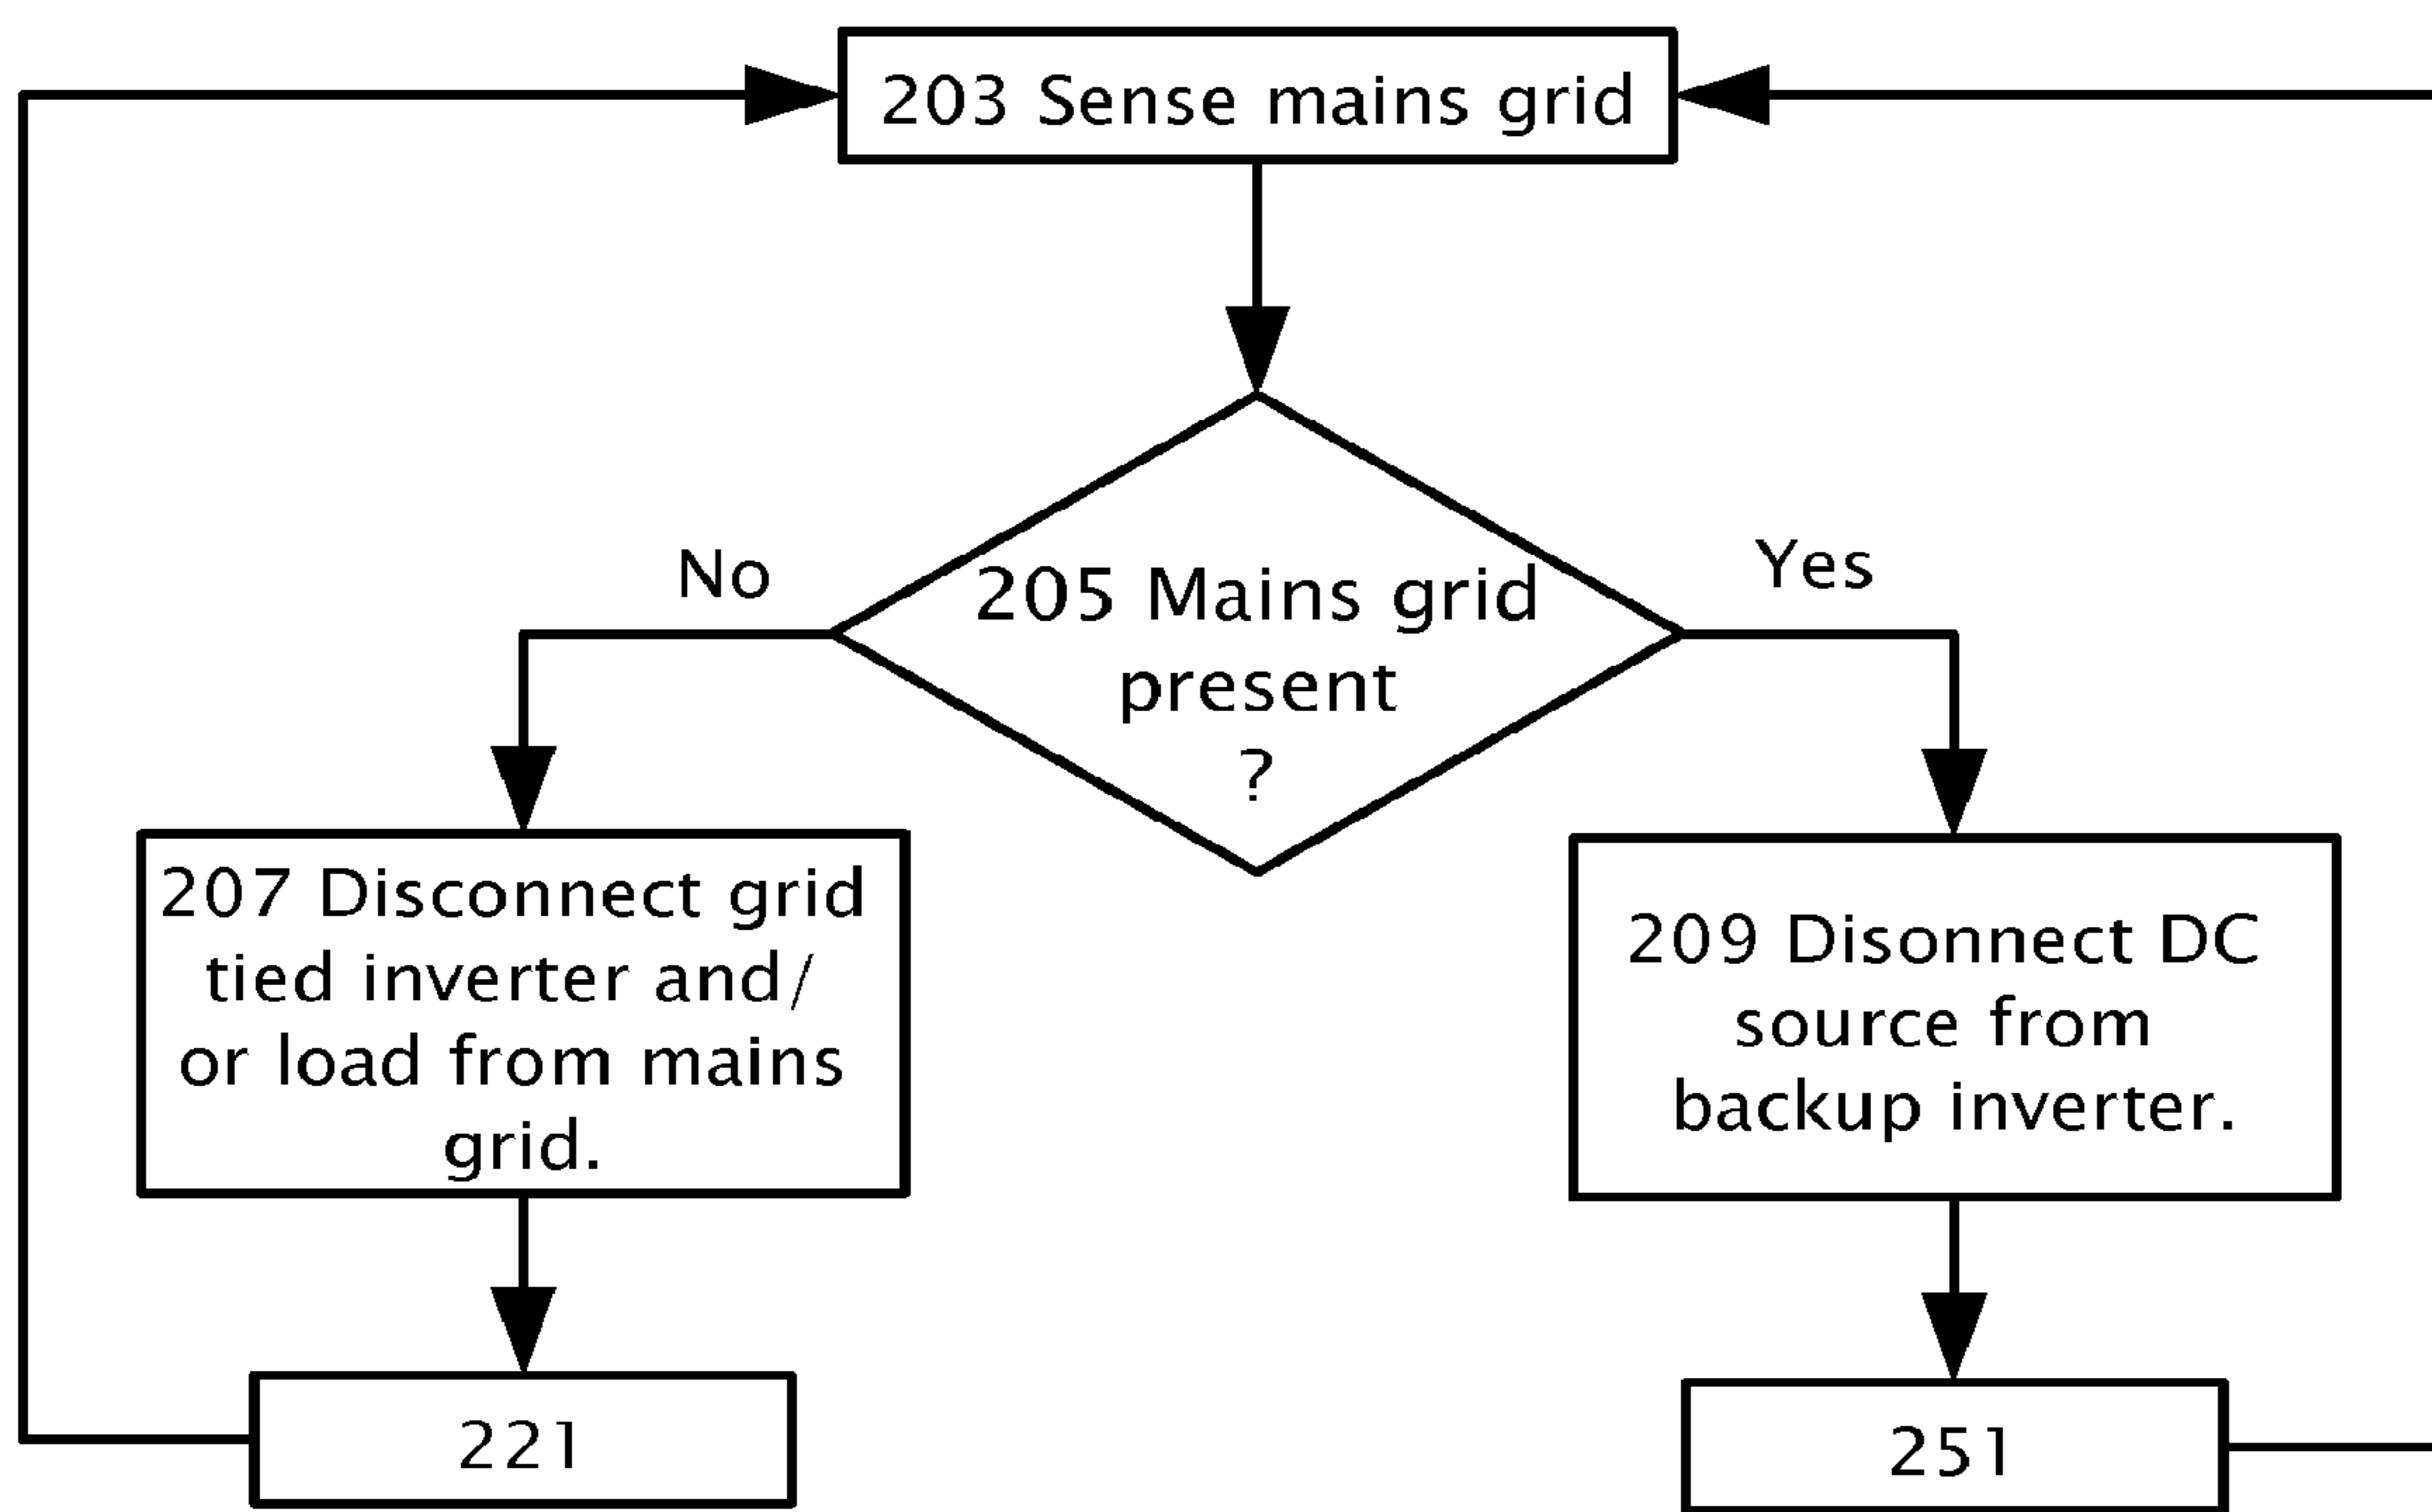 203 Sense mains grid
No
Yes
205 Mains grid
present
?
207 Disconnect grid
tied inverter and/
or load from mains
grid.
209 Disonnect DC
source from
backup inverter.
221
251